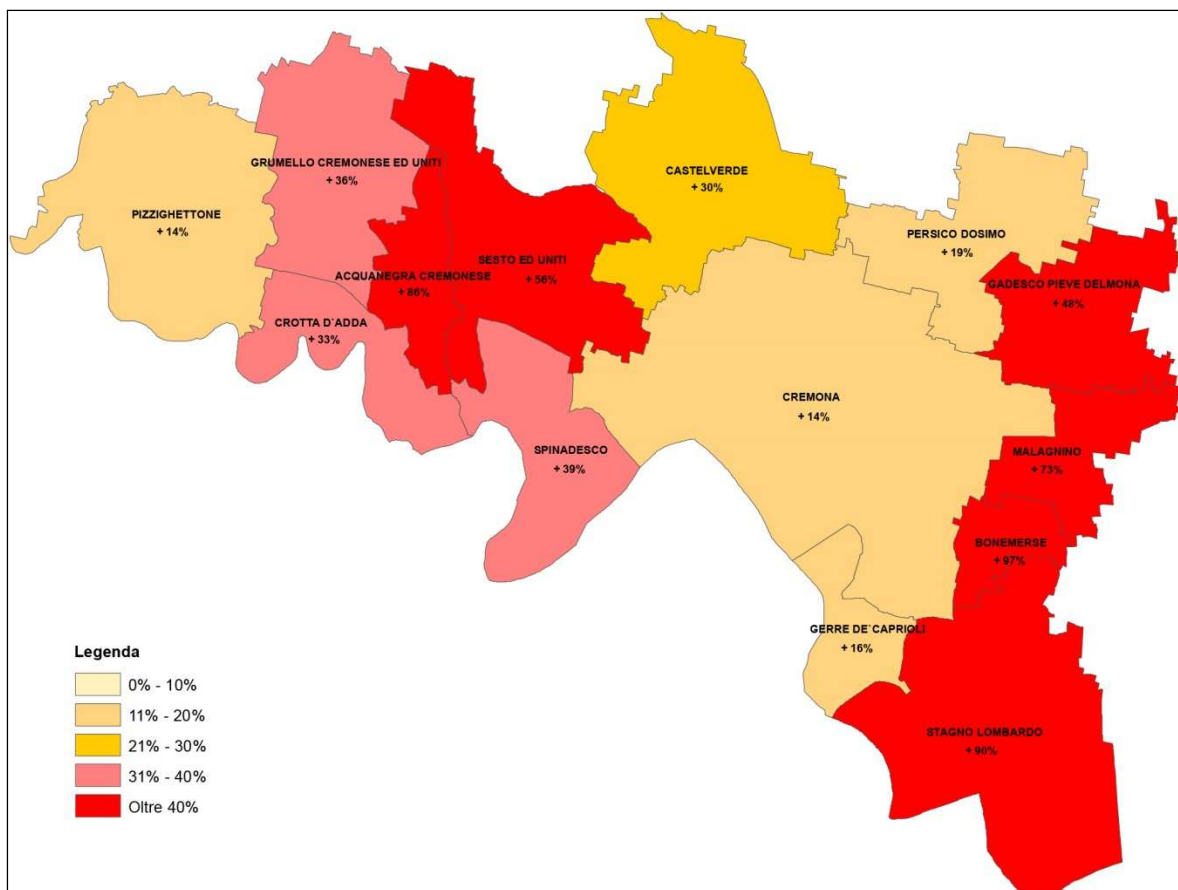 CASTELVERDE
+ 30%
GRUMELLO CREMONESE ED UNITI
+ 36%
PIZZIGHETTONE
+ 14%
PERSICO DOSIMO
+ 19%
SESTO ED UNITI
+ 56%
ACQUANEGRA CREMONESE
+ 86%
GADESCO PIEVE DELMONA
+ 48%
CROTTA D'ADDA
+ 33%
CREMONA
+ 14%
SPINADESCO
+ 39%
MALAGNINO
+ 73%
BONEMERSE
+ 97%
GERRE DE'CAPRIOLI
+ 16%
STAGNO LOMBARDO
+ 90%
Legenda
0% - 10%
11% - 20%
21% - 30%
31% - 40%
Oltre 40%